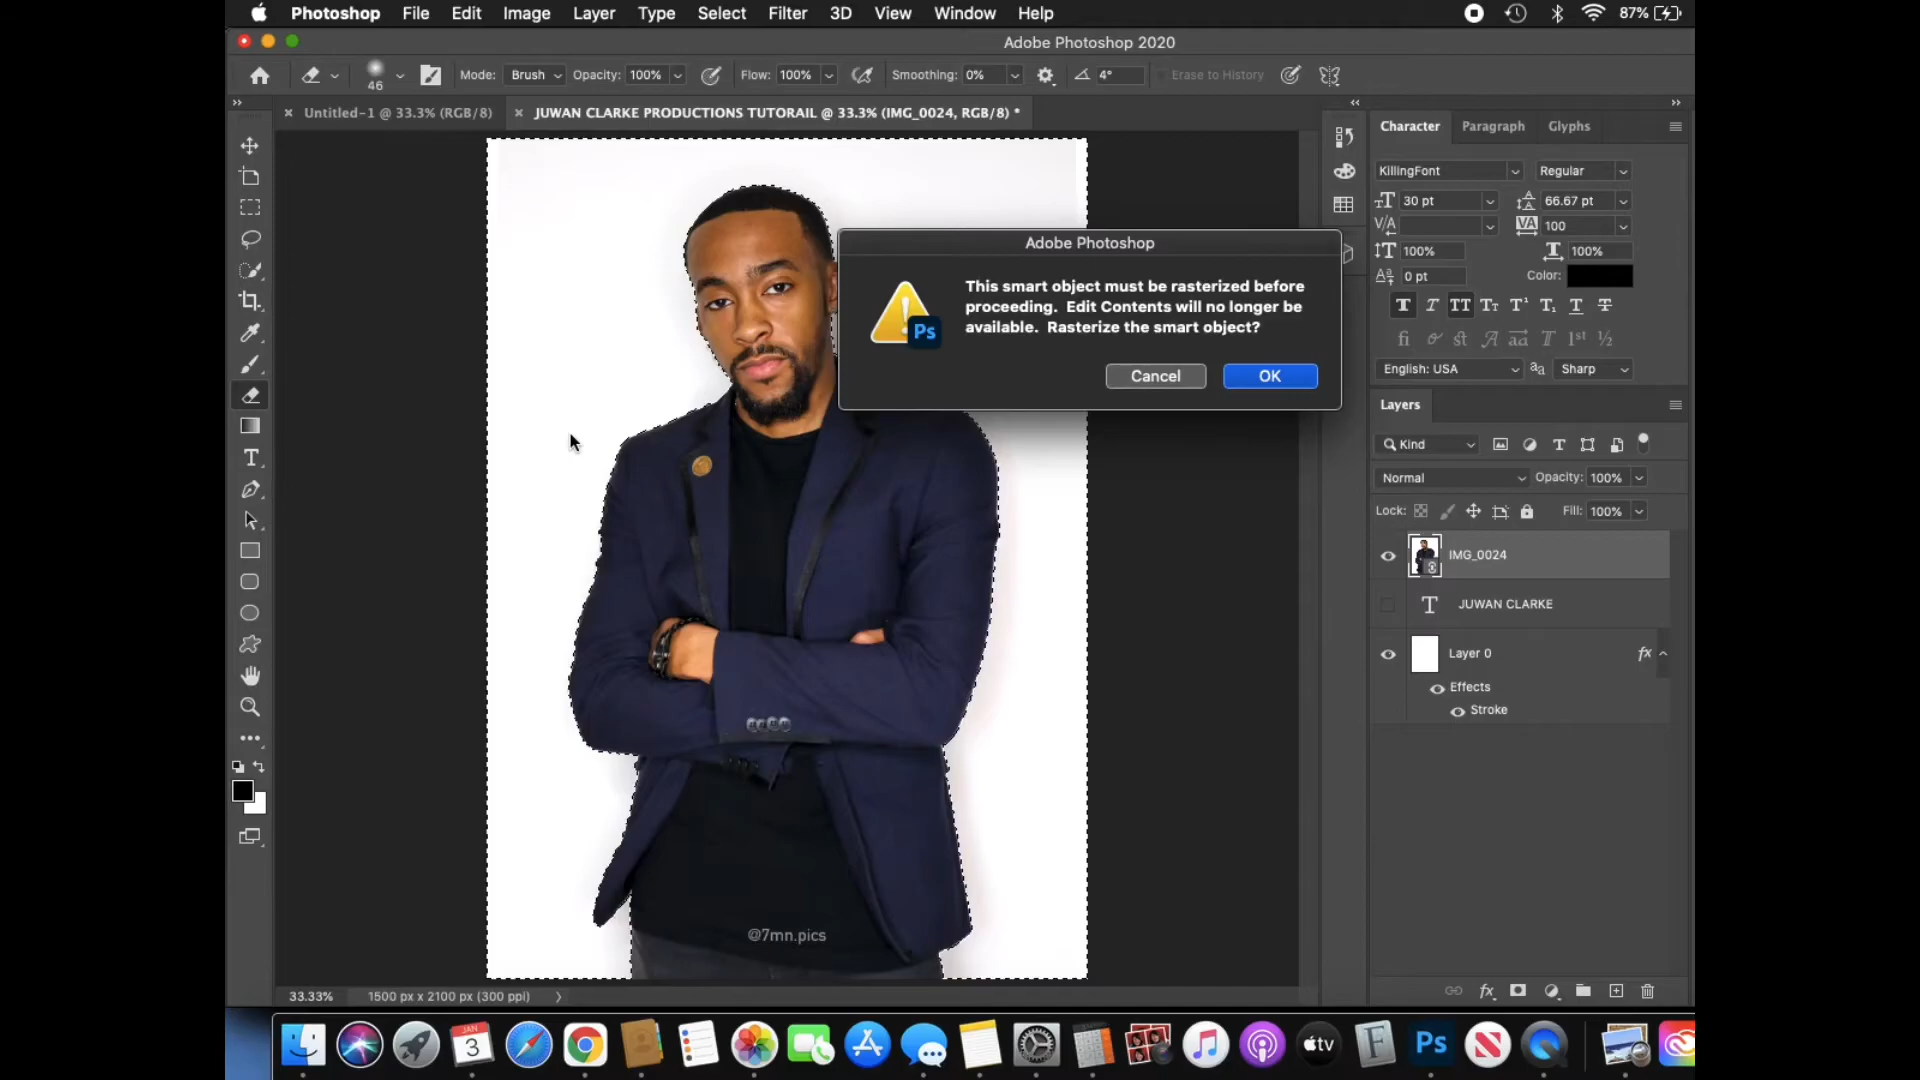 Photoshop File Edit Image Layer Type Select Filter 3D View Window Help 87%
Adobe Photoshop 2020
46 Mode: Brush Opacity: 100% Flow: 100% Smoothing: 0% 4° Erase to History
Untitled-1 @ 33.3% (RGB/8) JUWAN CLARKE PRODUCTIONS TUTORAIL @ 33.3% (IMG_0024, RGB/8) *
Character Paragraph Glyphs
KillingFont Regular
30 pt 66.67 pt
100
100% 100%
0 pt Color:
English: USA Sharp
Adobe Photoshop
This smart object must be rasterized before
proceeding. Edit Contents will no longer be
available. Rasterize the smart object?
Cancel OK
Ps
Layers
Kind
Normal Opacity: 100%
Lock: Fill: 100%
IMG_0024
JUWAN CLARKE
Layer 0 fx
Effects
Stroke
@7mn.pics
33.33% 1500 px x 2100 px (300 ppi)
JAN
3
tv
F
Ps